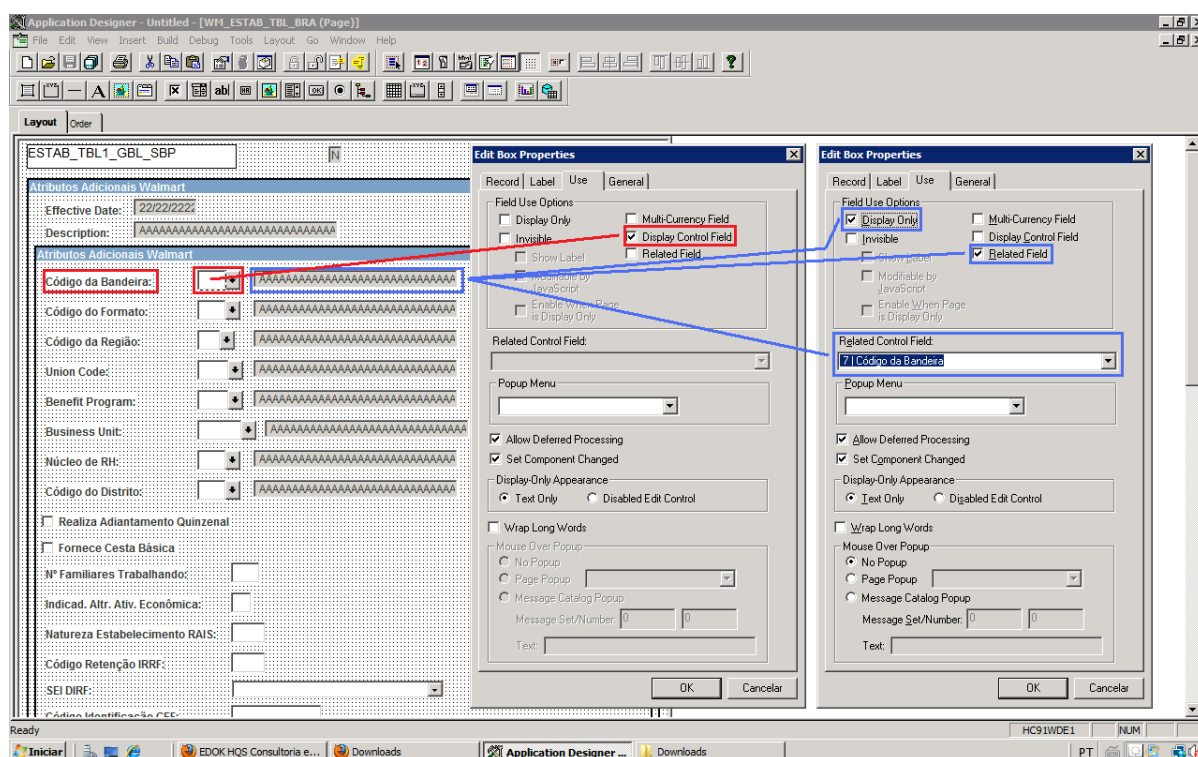 Application Designer - Untitled - [WM_ESTAB_TBL_BRA (Page)]
File Edit View Insert Build Debug Tools Layout Go Window Help
Layout Order
ESTAB_TBL1_GBL_SBP
N
Atributos Adicionais Walmart
Effective Date: 22/22/2222
Description: AAAAAAAAAAAAAAAAAAAAAAAAAAAAAA
Atributos Adicionais Walmart
Código da Bandeira: AAAAAAAAAAAAAAAAAAAAAAAAAAAAAA
Código do Formato: AAAAAAAAAAAAAAAAAAAAAAAAAAAAAA
Código da Região: AAAAAAAAAAAAAAAAAAAAAAAAAAAAAA
Union Code: AAAAAAAAAAAAAAAAAAAAAAAAAAAAAA
Benefit Program: AAAAAAAAAAAAAAAAAAAAAAAAAAAAAA
Business Unit: AAAAAAAAAAAAAAAAAAAAAAAAAAAAAA
Núcleo de RH: AAAAAAAAAAAAAAAAAAAAAAAAAAAAAA
Código do Distrito: AAAAAAAAAAAAAAAAAAAAAAAAAAAAAA
Realiza Adiantamento Quinzenal
Fornece Cesta Básica
Nº Familiares Trabalhando:
Indicad. Altr. Ativ. Econômica:
Natureza Estabelecimento RAIS:
Código Retenção IRRF:
SEI DIRF:
Código Identificação CEF:
Edit Box Properties
Record Label Use General
Field Use Options
Display Only Multi-Currency Field
Invisible Display Control Field
Show Label Related Field
Modifiable by
JavaScript
Enable When Page
is Display Only
Related Control Field:
Popup Menu
Allow Deferred Processing
Set Component Changed
Display-Only Appearance
Text Only Disabled Edit Control
Wrap Long Words
Mouse Over Popup
No Popup
Page Popup
Message Catalog Popup
Message Set/Number: 0 0
Text:
OK Cancelar
Edit Box Properties
Record Label Use General
Field Use Options
Display Only Multi-Currency Field
Invisible Display Control Field
Show Label Related Field
Modifiable by
JavaScript
Enable When Page
is Display Only
Related Control Field:
7 | Código da Bandeira
Popup Menu
Allow Deferred Processing
Set Component Changed
Display-Only Appearance
Text Only Disabled Edit Control
Wrap Long Words
Mouse Over Popup
No Popup
Page Popup
Message Catalog Popup
Message Set/Number: 0 0
Text:
OK Cancelar
Ready HC91WDE1 NUM
Iniciar EDOK HQS Consultoria e... Downloads Application Designer ... Downloads PT